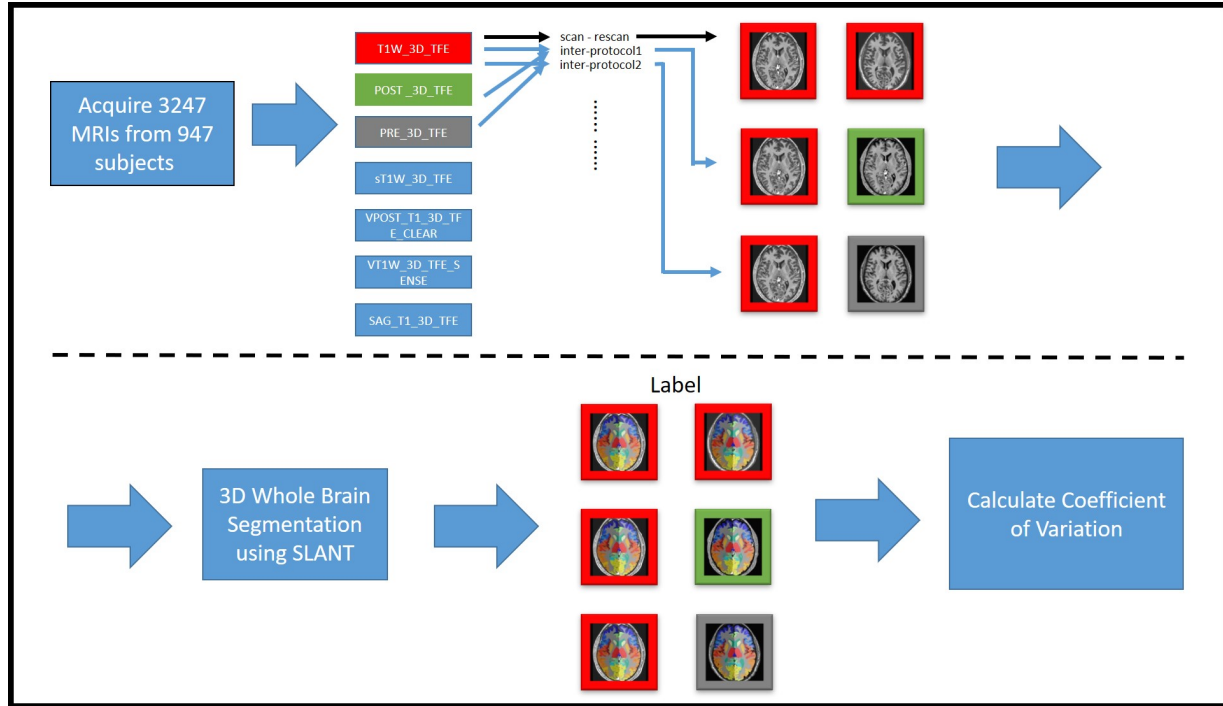 Acquire 3247
MRIs from 947
subjects
T1W_3D_TFE
POST _3D_TFE
PRE_3D_TFE
sT1W_3D_TFE
VPOST_T1_3D_TF
E_CLEAR
VT1W_3D_TFE_S
ENSE
SAG_T1_3D_TFE
scan - rescan
inter-protocol1
inter-protocol2
Label
3D Whole Brain
Segmentation
using SLANT
Calculate Coefficient
of Variation